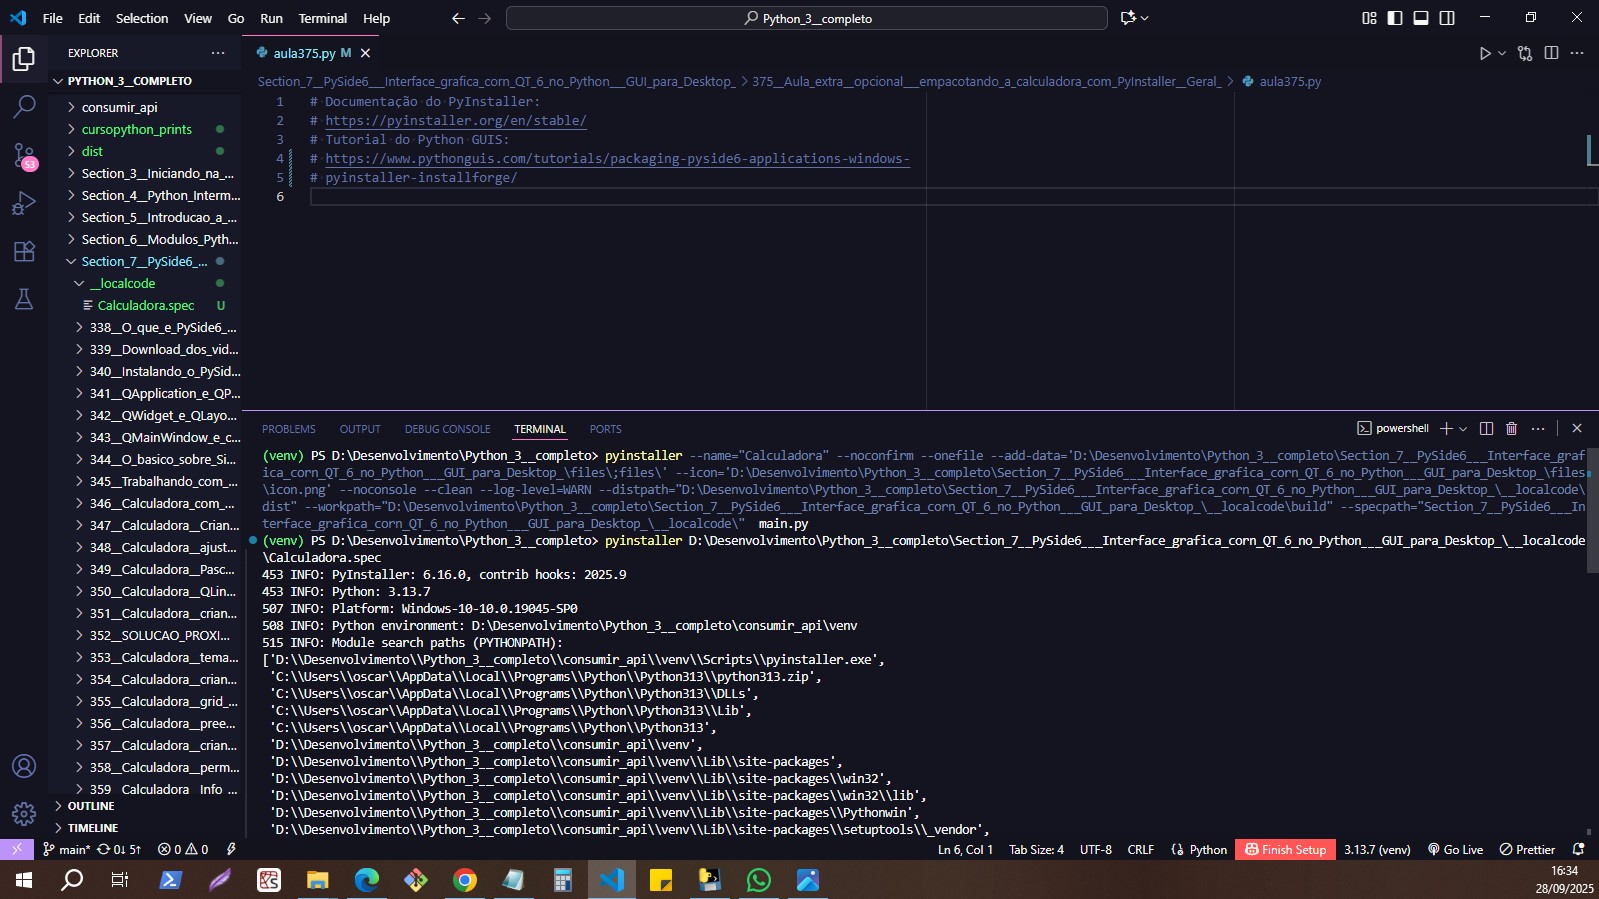 File Edit Selection View Go Run Terminal Help
Python_3__completo
EXPLORER
PYTHON_3__COMPLETO
consumir_api
cursopython_prints
dist
Section_3__Iniciando_na_...
Section_4__Python_Interm...
Section_5__Introducao_a_...
Section_6__Modulos_Pyth...
Section_7__PySide6_...
__localcode
Calculadora.spec U
338__O_que_e_PySide6_...
339__Download_dos_vid...
340__Instalando_o_PySid...
341__QApplication_e_QP...
342__QWidget_e_QLayo...
343__QMainWindow_e_c...
344__O_basico_sobre_Si...
345__Trabalhando_com_...
346__Calculadora_com_...
347__Calculadora__Crian...
348__Calculadora__ajust...
349__Calculadora__Pasc...
350__Calculadora__QLin...
351__Calculadora__crian...
352__SOLUCAO_PROXI...
353__Calculadora__tema...
354__Calculadora__crian...
355__Calculadora__grid_...
356__Calculadora__pree...
357__Calculadora__crian...
358__Calculadora__perm...
359__Calculadora__Info_...
OUTLINE
TIMELINE
53
aula375.py M
Section_7__PySide6___Interface_grafica_corn_QT_6_no_Python___GUI_para_Desktop_ > 375__Aula_extra__opcional___empacotando_a_calculadora_com_PyInstaller__Geral_ > aula375.py
1 # Documentação do PyInstaller:
2 # https://pyinstaller.org/en/stable/
3 # Tutorial do Python GUIS:
4 # https://www.pythonguis.com/tutorials/packaging-pyside6-applications-windows-
5 # pyinstaller-installforge/
6
PROBLEMS OUTPUT DEBUG CONSOLE TERMINAL PORTS
powershell
(venv) PS D:\Desenvolvimento\Python_3__completo> pyinstaller --name="Calculadora" --noconfirm --onefile --add-data='D:\Desenvolvimento\Python_3__completo\Section_7__PySide6___Interface_graf
ica_corn_QT_6_no_Python___GUI_para_Desktop_\files\;files\' --icon='D:\Desenvolvimento\Python_3__completo\Section_7__PySide6___Interface_grafica_corn_QT_6_no_Python___GUI_para_Desktop_\files
\icon.png' --noconsole --clean --log-level=WARN --distpath="D:\Desenvolvimento\Python_3__completo\Section_7__PySide6___Interface_grafica_corn_QT_6_no_Python___GUI_para_Desktop_\__localcode\
dist" --workpath="D:\Desenvolvimento\Python_3__completo\Section_7__PySide6___Interface_grafica_corn_QT_6_no_Python___GUI_para_Desktop_\__localcode\build" --specpath="Section_7__PySide6___In
terface_grafica_corn_QT_6_no_Python___GUI_para_Desktop_\__localcode\" main.py
(venv) PS D:\Desenvolvimento\Python_3__completo> pyinstaller D:\Desenvolvimento\Python_3__completo\Section_7__PySide6___Interface_grafica_corn_QT_6_no_Python___GUI_para_Desktop_\__localcode
\Calculadora.spec
453 INFO: PyInstaller: 6.16.0, contrib hooks: 2025.9
453 INFO: Python: 3.13.7
507 INFO: Platform: Windows-10-10.0.19045-SP0
508 INFO: Python environment: D:\Desenvolvimento\Python_3__completo\consumir_api\venv
515 INFO: Module search paths (PYTHONPATH):
['D:\\Desenvolvimento\\Python_3__completo\\consumir_api\\venv\\Scripts\\pyinstaller.exe',
'C:\\Users\\oscar\\AppData\\Local\\Programs\\Python\\Python313\\python313.zip',
'C:\\Users\\oscar\\AppData\\Local\\Programs\\Python\\Python313\\DLLs',
'C:\\Users\\oscar\\AppData\\Local\\Programs\\Python\\Python313\\Lib',
'C:\\Users\\oscar\\AppData\\Local\\Programs\\Python\\Python313',
'D:\\Desenvolvimento\\Python_3__completo\\consumir_api\\venv',
'D:\\Desenvolvimento\\Python_3__completo\\consumir_api\\venv\\Lib\\site-packages',
'D:\\Desenvolvimento\\Python_3__completo\\consumir_api\\venv\\Lib\\site-packages\\win32',
'D:\\Desenvolvimento\\Python_3__completo\\consumir_api\\venv\\Lib\\site-packages\\win32\\lib',
'D:\\Desenvolvimento\\Python_3__completo\\consumir_api\\venv\\Lib\\site-packages\\Pythonwin',
'D:\\Desenvolvimento\\Python_3__completo\\consumir_api\\venv\\Lib\\site-packages\\setuptools\\_vendor',
main* 0↓ 5↑ 0 0 Ln 6, Col 1 Tab Size: 4 UTF-8 CRLF Python Finish Setup 3.13.7 (venv) Go Live Prettier
16:34
28/09/2025